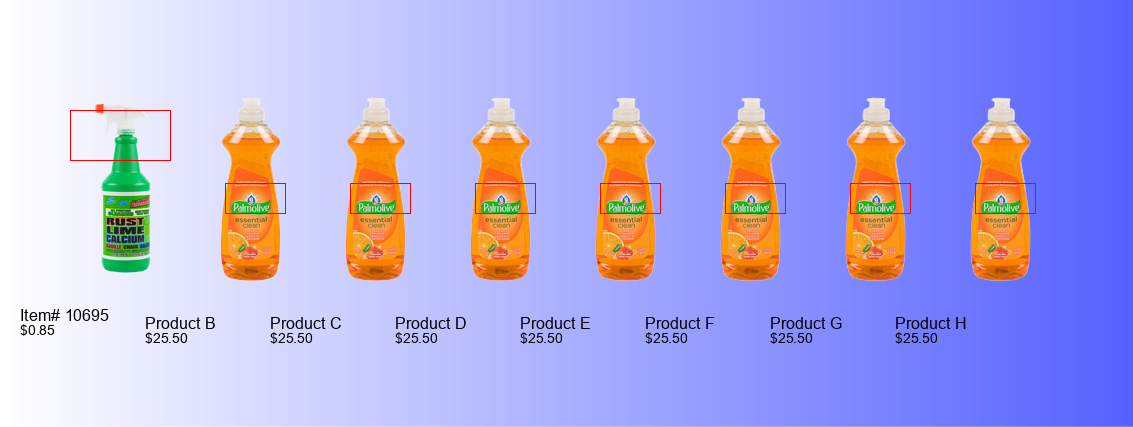 RUST
LIME
CALCIUM
Palmolive
essential
clean
Palmolive
essential
clean
Palmolive
essential
clean
Palmolive
essential
clean
Palmolive
essential
clean
Palmolive
essential
clean
Palmolive
essential
clean
Item# 10695
$0.85
Product B
$25.50
Product C
$25.50
Product D
$25.50
Product E
$25.50
Product F
$25.50
Product G
$25.50
Product H
$25.50